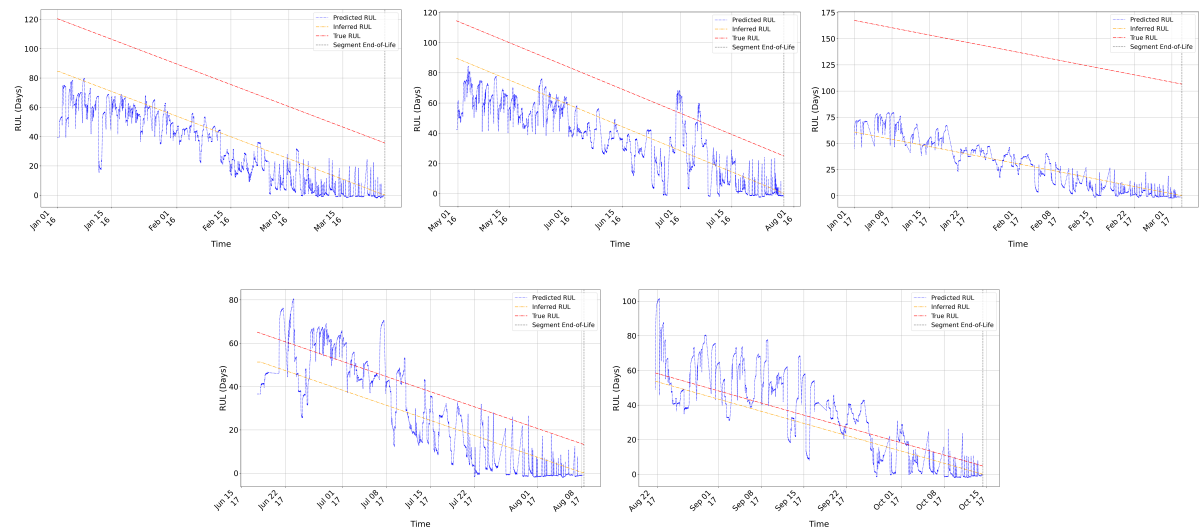 120
100
80
60
40
20
0
RUL (Days)
Predicted RUL
Inferred RUL
True RUL
Segment End-of-Life
Jan 01
16
Jan 15
16
Feb 01
16
Feb 15
16
Mar 01
16
Mar 15
16
Time
120
100
80
60
40
20
0
RUL (Days)
Predicted RUL
Inferred RUL
True RUL
Segment End-of-Life
May 01
16
May 15
16
Jun 01
16
Jun 15
16
Jul 01
16
Jul 15
16
Aug 01
16
Time
175
150
125
100
75
50
25
0
RUL (Days)
Predicted RUL
Inferred RUL
True RUL
Segment End-of-Life
Jan 01
17
Jan 08
17
Jan 15
17
Jan 22
17
Feb 01
17
Feb 08
17
Feb 15
17
Feb 22
17
Mar 01
17
Time
80
60
40
20
0
RUL (Days)
Predicted RUL
Inferred RUL
True RUL
Segment End-of-Life
Jun 15
17
Jun 22
17
Jul 01
17
Jul 08
17
Jul 15
17
Jul 22
17
Aug 01
17
Aug 08
17
Time
100
80
60
40
20
0
RUL (Days)
Predicted RUL
Inferred RUL
True RUL
Segment End-of-Life
Aug 22
17
Sep 01
17
Sep 08
17
Sep 15
17
Sep 22
17
Oct 01
17
Oct 08
17
Oct 15
17
Time